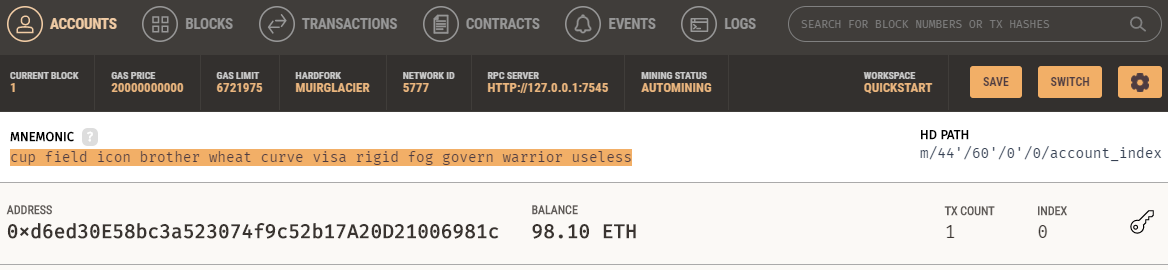 ACCOUNTS BLOCKS TRANSACTIONS CONTRACTS EVENTS LOGS SEARCH FOR BLOCK NUMBERS OR TX HASHES
CURRENT BLOCK GAS PRICE GAS LIMIT HARDFORK NETWORK ID RPC SERVER MINING STATUS WORKSPACE
1 20000000000 6721975 MUIRGLACIER 5777 HTTP://127.0.0.1:7545 AUTOMINING QUICKSTART SAVE SWITCH
MNEMONIC ? HD PATH
cup field icon brother wheat curve visa rigid fog govern warrior useless m/44'/60'/0'/0/account_index
ADDRESS BALANCE TX COUNT INDEX
0×d6ed30E58bc3a523074f9c52b17A20D21006981c 98.10 ETH 1 0